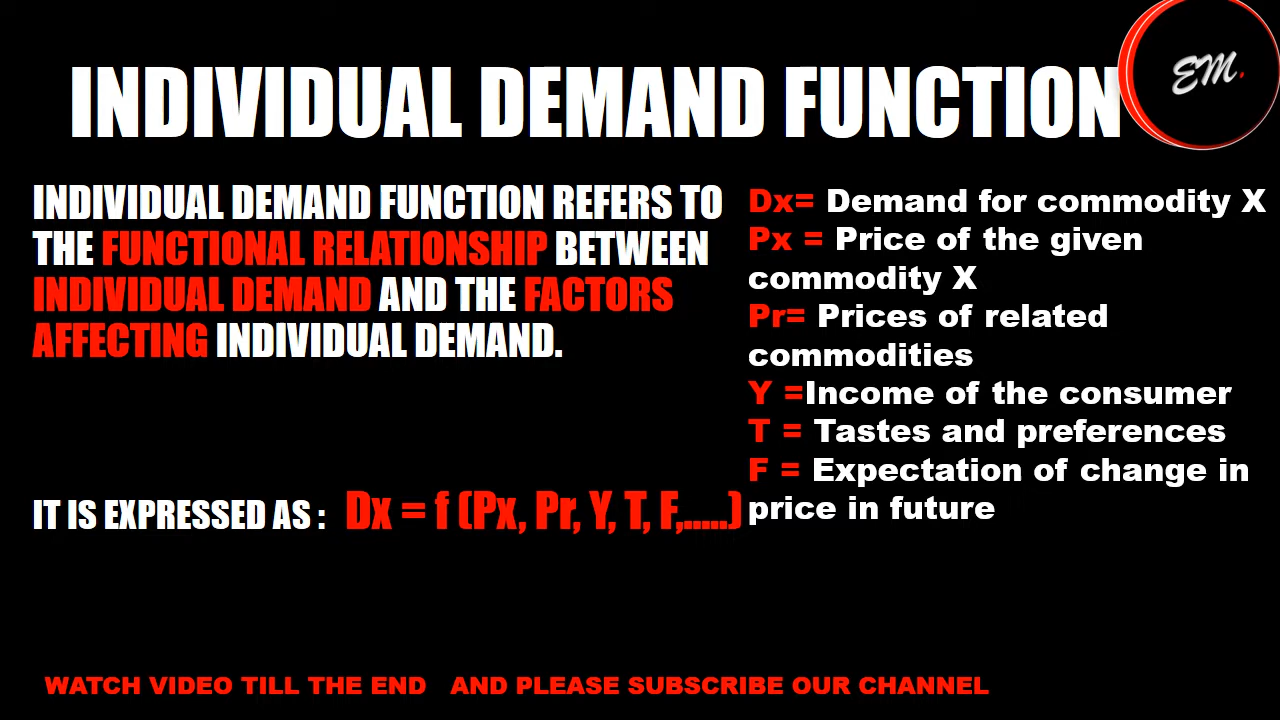 INDIVIDUAL DEMAND FUNCTION
EM.
INDIVIDUAL DEMAND FUNCTION REFERS TO
THE FUNCTIONAL RELATIONSHIP BETWEEN
INDIVIDUAL DEMAND AND THE FACTORS
AFFECTING INDIVIDUAL DEMAND.
IT IS EXPRESSED AS : Dx = f (Px, Pr, Y, T, F,.....)
Dx= Demand for commodity X
Px = Price of the given
commodity X
Pr= Prices of related
commodities
Y =Income of the consumer
T = Tastes and preferences
F = Expectation of change in
price in future
WATCH VIDEO TILL THE END AND PLEASE SUBSCRIBE OUR CHANNEL